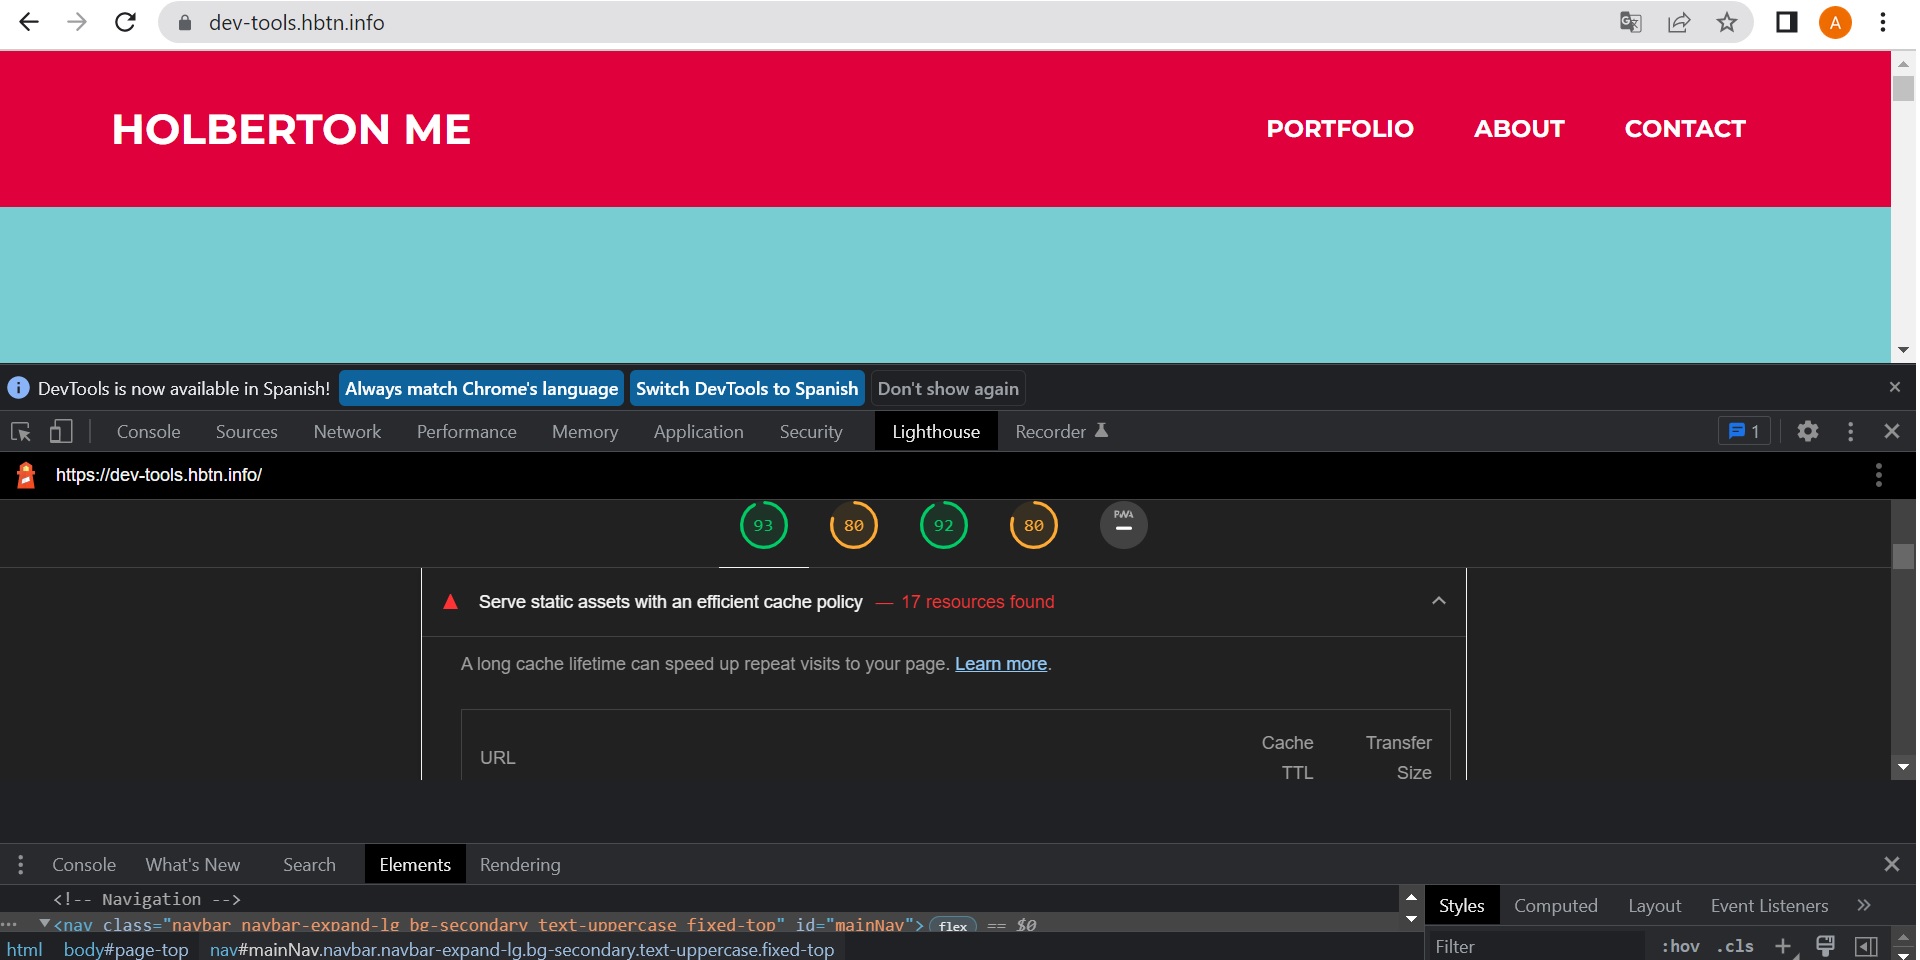 dev-tools.hbtn.info
A
HOLBERTON ME
PORTFOLIO ABOUT CONTACT
DevTools is now available in Spanish! Always match Chrome's language Switch DevTools to Spanish Don't show again
Console Sources Network Performance Memory Application Security Lighthouse Recorder 1
https://dev-tools.hbtn.info/
93 80 92 80 PWA
Serve static assets with an efficient cache policy — 17 resources found
A long cache lifetime can speed up repeat visits to your page. Learn more.
URL Cache TTL Transfer Size
Console What's New Search Elements Rendering
<!-- Navigation -->
<nav class="navbar navbar-expand-lg bg-secondary text-uppercase fixed-top" id="mainNav"> flex == $0
html body#page-top nav#mainNav.navbar.navbar-expand-lg.bg-secondary.text-uppercase.fixed-top
Styles Computed Layout Event Listeners
Filter :hov .cls